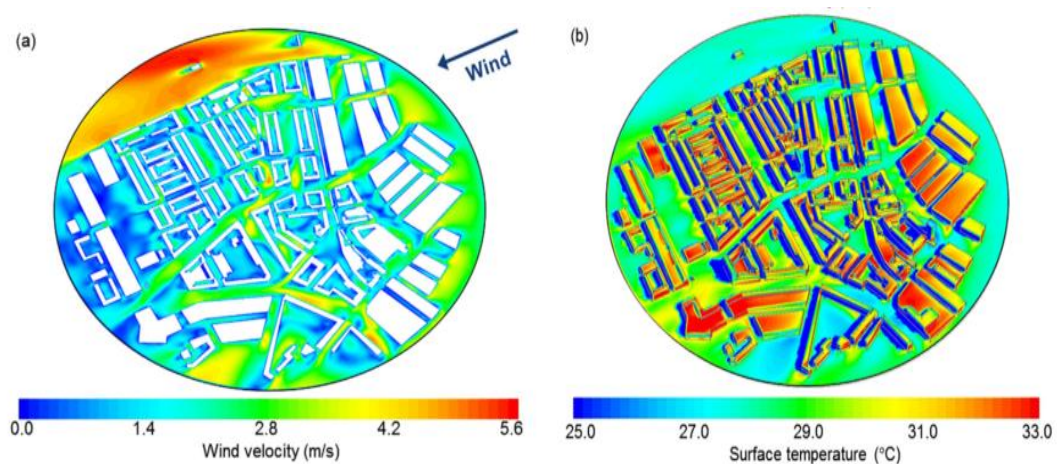 (a)
Wind
(b)
0.0 1.4 2.8 4.2 5.6
Wind velocity (m/s)
25.0 27.0 29.0 31.0 33.0
Surface temperature (°C)